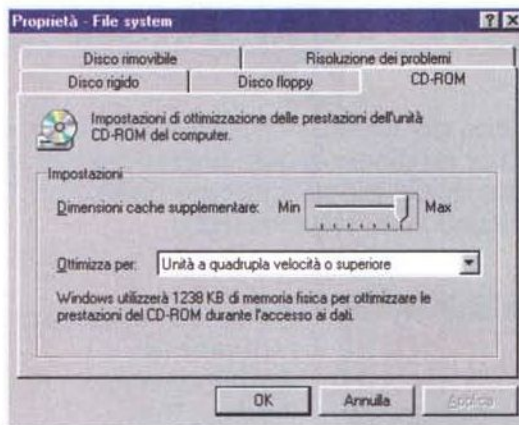 Proprietà - File system
Disco rimovibile
Risoluzione dei problemi
Disco rigido
Disco floppy
CD-ROM
Impostazioni di ottimizzazione delle prestazioni dell'unità
CD-ROM del computer.
Impostazioni
Dimensioni cache supplementare:
Min
Max
Ottimizza per:
Unità a quadrupla velocità o superiore
Windows utilizzerà 1238 KB di memoria fisica per ottimizzare le
prestazioni del CD-ROM durante l'accesso ai dati.
OK
Annulla
Applica